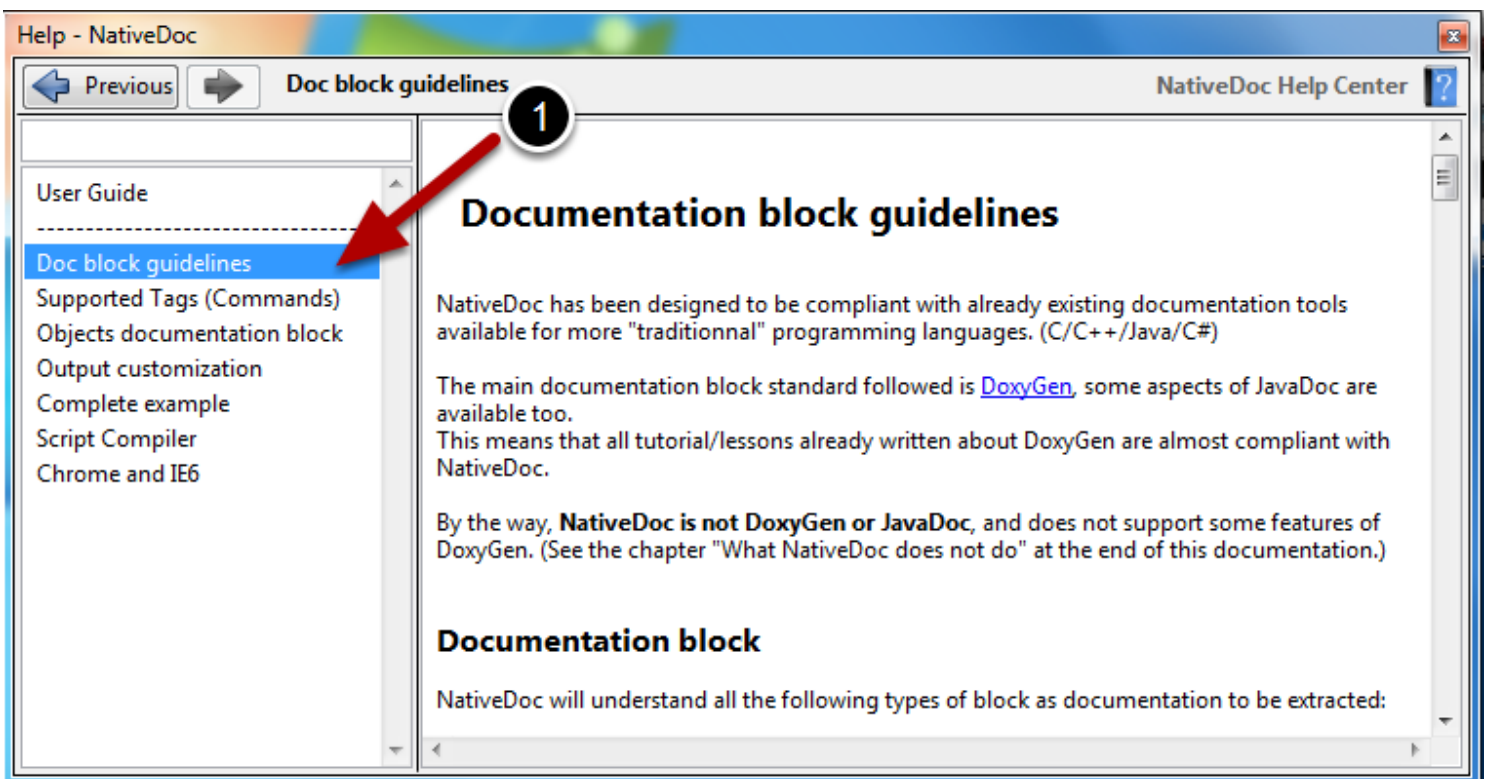 Help - NativeDoc
Previous
Doc block guidelines
NativeDoc Help Center
?
1
User Guide
----------------------------------
Doc block guidelines
Supported Tags (Commands)
Objects documentation block
Output customization
Complete example
Script Compiler
Chrome and IE6
Documentation block guidelines
NativeDoc has been designed to be compliant with already existing documentation tools
available for more "traditionnal" programming languages. (C/C++/Java/C#)
The main documentation block standard followed is DoxyGen, some aspects of JavaDoc are
available too.
This means that all tutorial/lessons already written about DoxyGen are almost compliant with
NativeDoc.
By the way, NativeDoc is not DoxyGen or JavaDoc, and does not support some features of
DoxyGen. (See the chapter "What NativeDoc does not do" at the end of this documentation.)
Documentation block
NativeDoc will understand all the following types of block as documentation to be extracted: